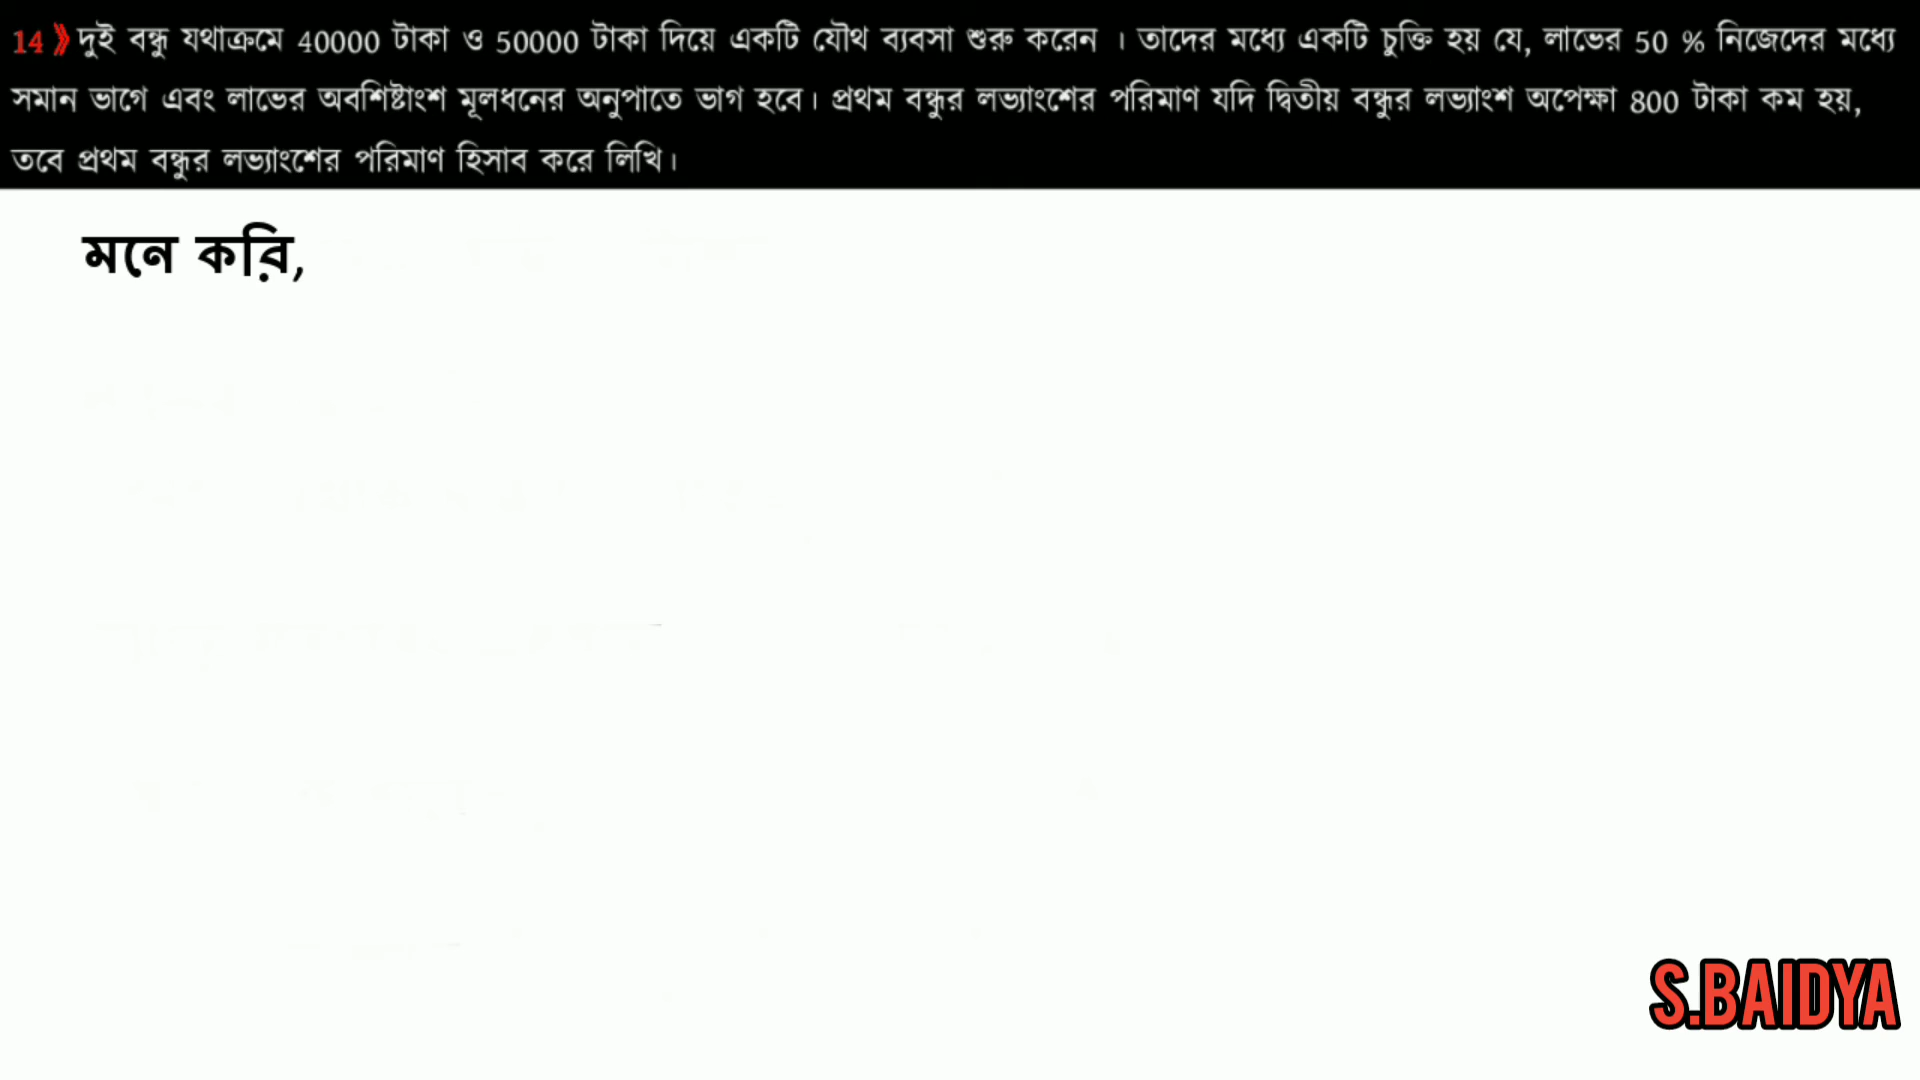 14》দুই বন্ধু যথাক্রমে 40000 টাকা ও 50000 টাকা দিয়ে একটি যৌথ ব্যবসা শুরু করেন । তাদের মধ্যে একটি চুক্তি হয় যে, লাভের 50 % নিজেদের মধ্যে
সমান ভাগে এবং লাভের অবশিষ্টাংশ মূলধনের অনুপাতে ভাগ হবে। প্রথম বন্ধুর লভ্যাংশের পরিমাণ যদি দ্বিতীয় বন্ধুর লভ্যাংশ অপেক্ষা 800 টাকা কম হয়,
তবে প্রথম বন্ধুর লভ্যাংশের পরিমাণ হিসাব করে লিখি।
মনে করি,
S.BAIDYA